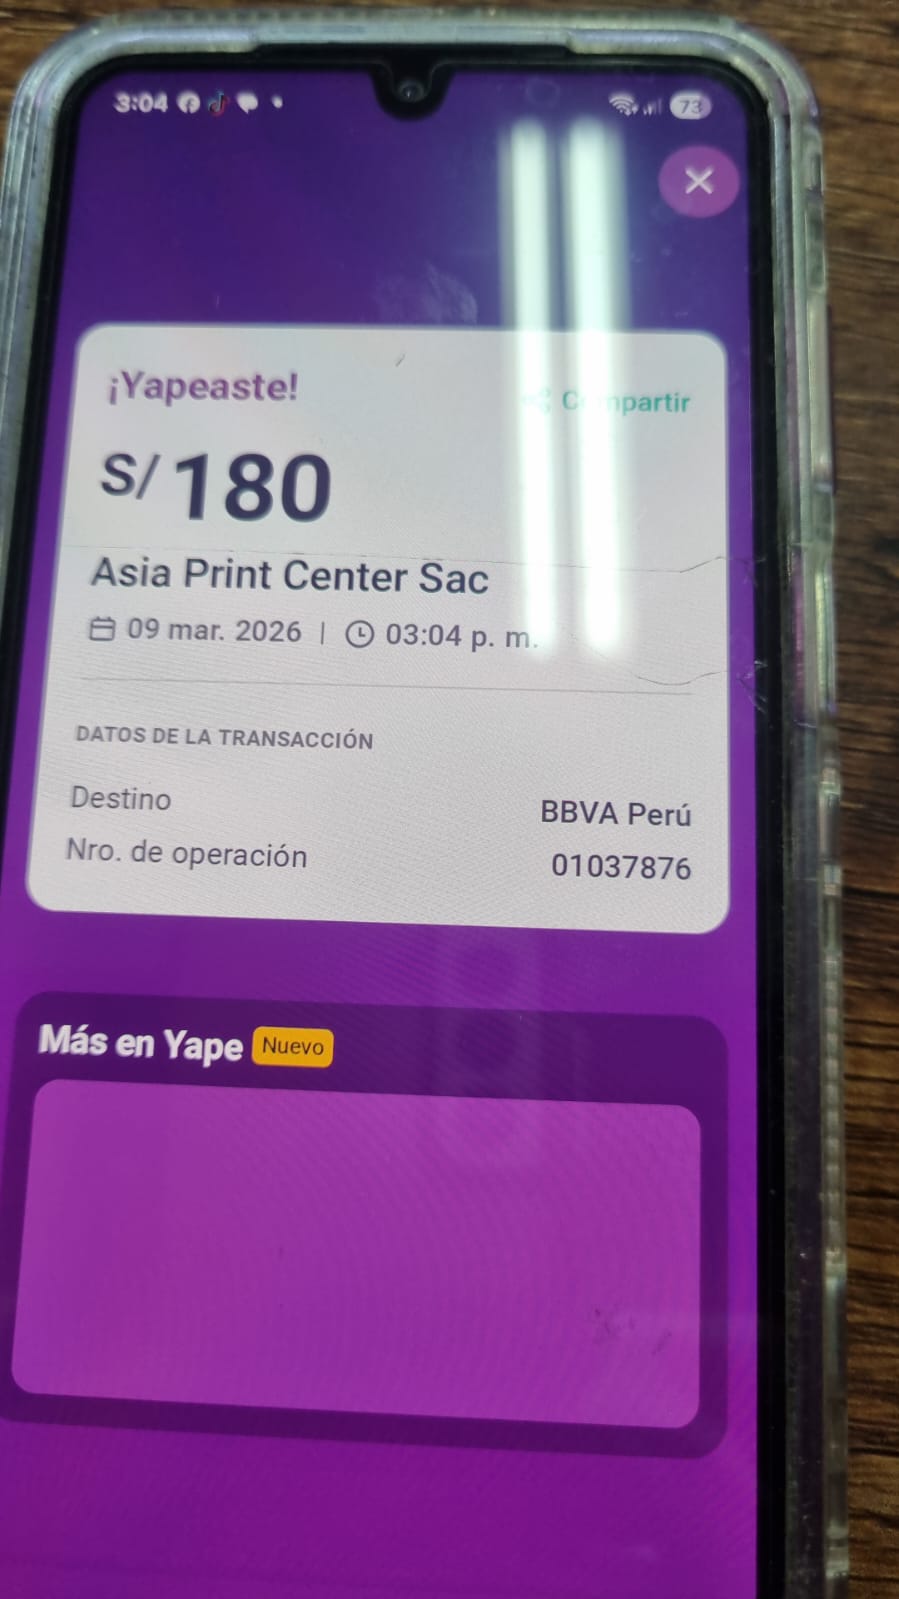 3:04
73
¡Yapeaste!
Compartir
S/180
Asia Print Center Sac
09 mar. 2026 | 03:04 p. m.
DATOS DE LA TRANSACCIÓN
Destino BBVA Perú
Nro. de operación 01037876
Más en Yape Nuevo